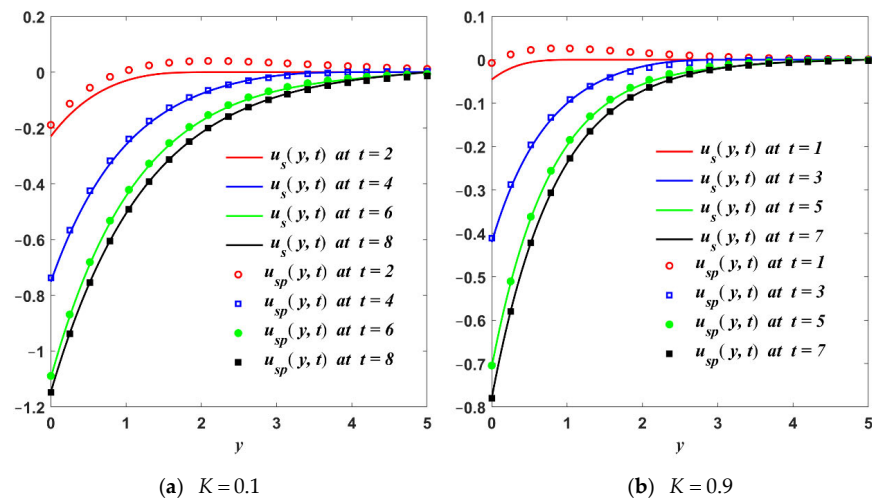 0.2
0
−0.2
−0.4
−0.6
−0.8
−1
−1.2
0 1 2 3 4 5
y
u_s(y, t) at t = 2
u_s(y, t) at t = 4
u_s(y, t) at t = 6
u_s(y, t) at t = 8
u_sp(y, t) at t = 2
u_sp(y, t) at t = 4
u_sp(y, t) at t = 6
u_sp(y, t) at t = 8
(a) K = 0.1
0.1
0
−0.1
−0.2
−0.3
−0.4
−0.5
−0.6
−0.7
−0.8
0 1 2 3 4 5
y
u_s(y, t) at t = 1
u_s(y, t) at t = 3
u_s(y, t) at t = 5
u_s(y, t) at t = 7
u_sp(y, t) at t = 1
u_sp(y, t) at t = 3
u_sp(y, t) at t = 5
u_sp(y, t) at t = 7
(b) K = 0.9